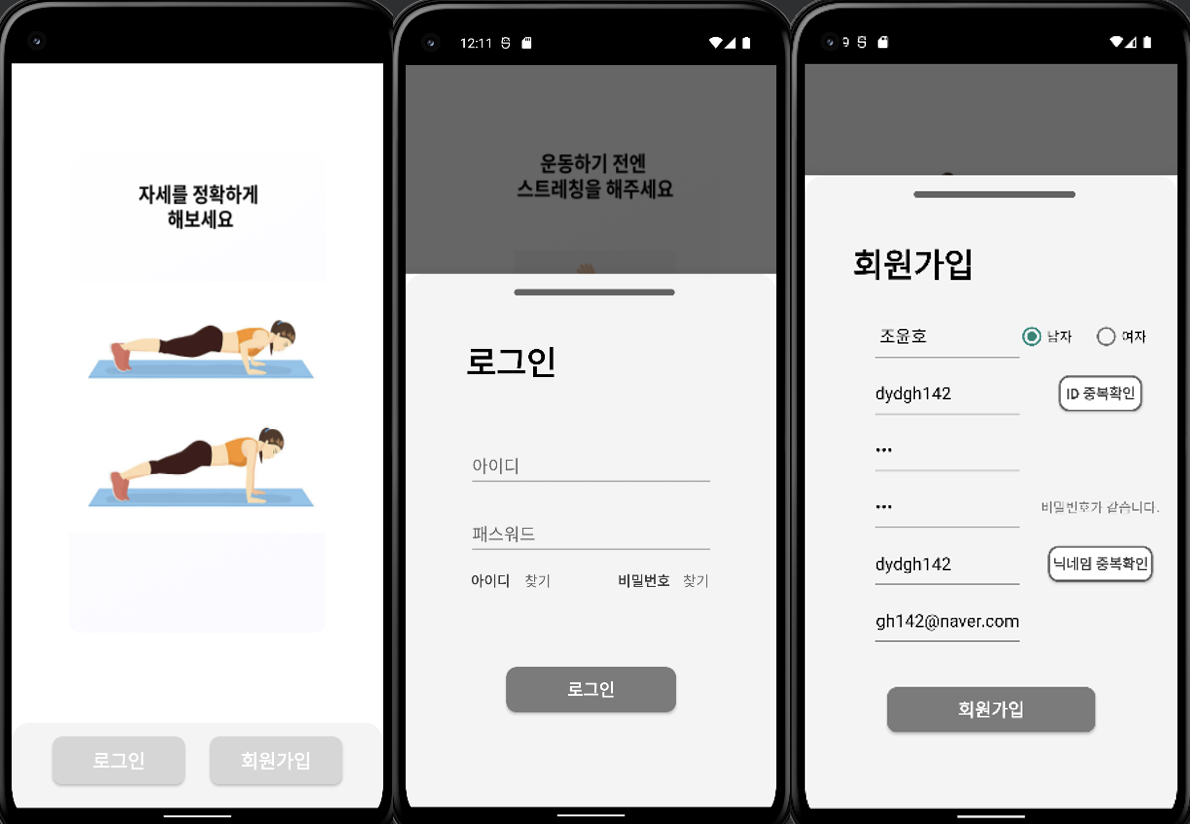 자세를 정확하게
해보세요
로그인
회원가입
12:11
운동하기 전엔
스트레칭을 해주세요
로그인
아이디
패스워드
아이디 찾기
비밀번호 찾기
로그인
9
회원가입
조윤호
남자
여자
dydgh142
ID 중복확인
•••
•••
비밀번호가 같습니다.
dydgh142
닉네임 중복확인
gh142@naver.com
회원가입